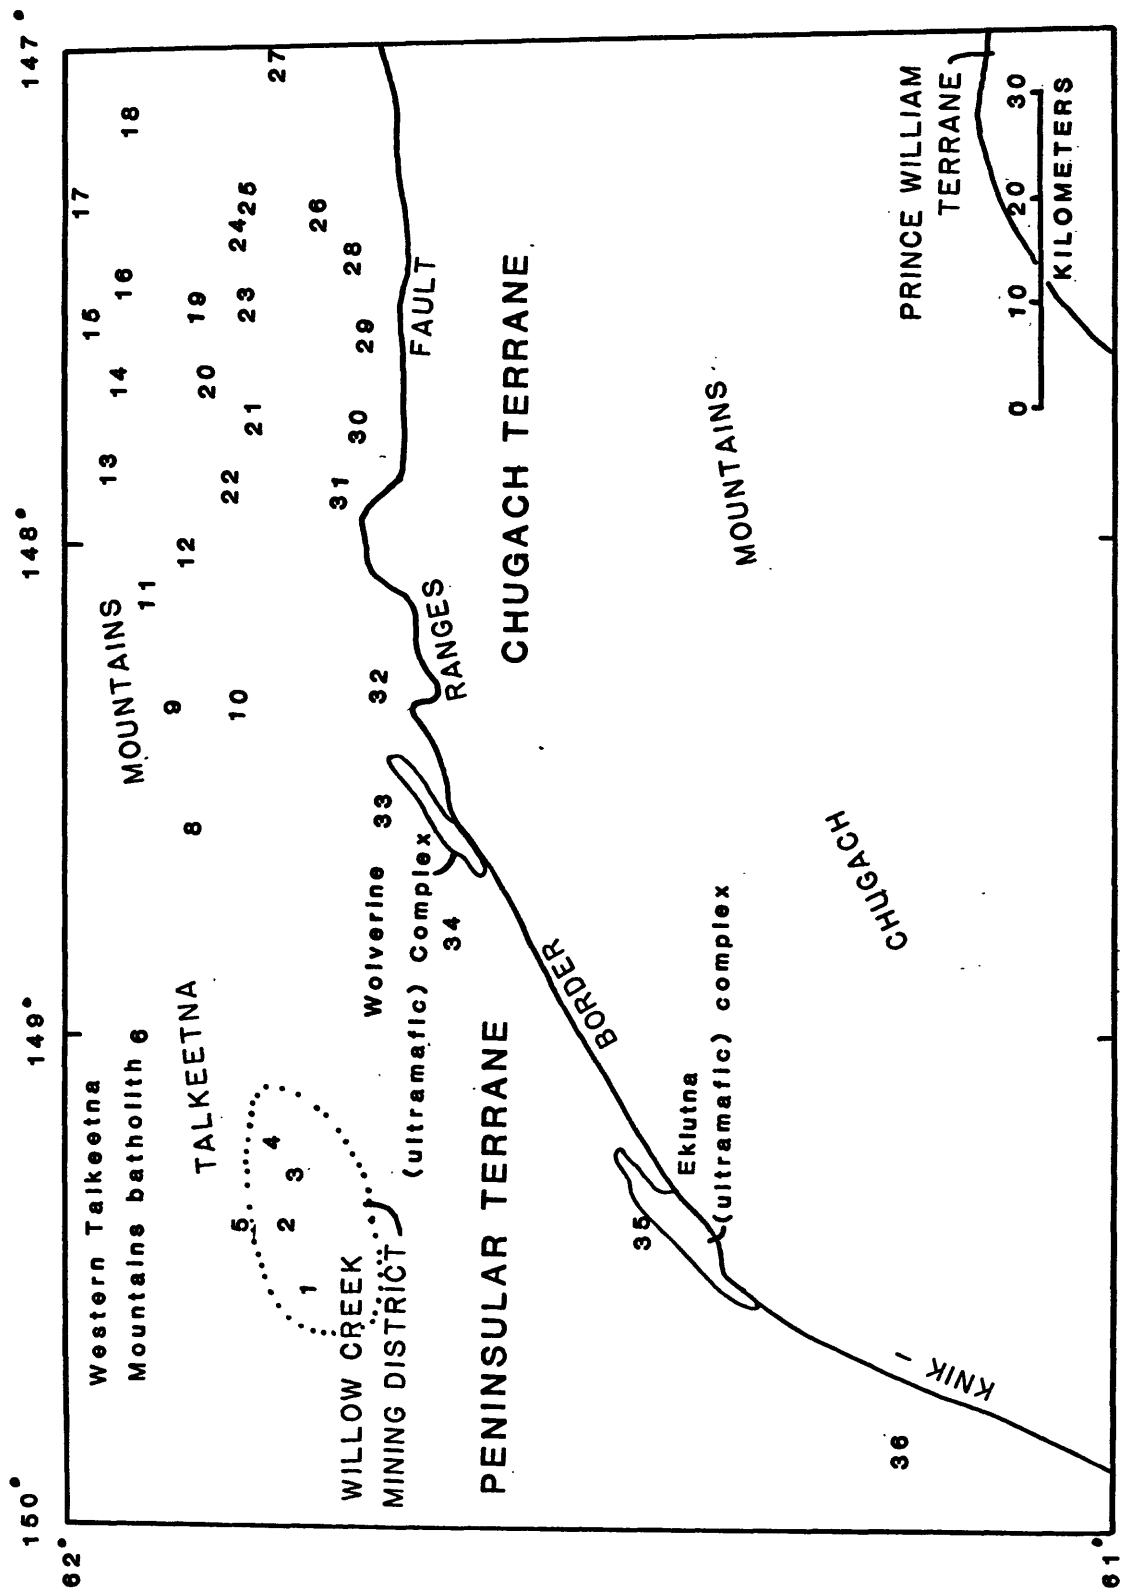 150°
149°
148°
147°
62°
61°
Western Talkeetna
Mountains batholith
6
TALKEETNA
MOUNTAINS
5
4
3
2
1
8
9
10
11
12
13
14
15
16
17
18
19
20
21
22
23
24
25
26
27
28
29
30
31
32
33
34
35
36
WILLOW CREEK
MINING DISTRICT
Wolverine
(ultramafic) Complex
PENINSULAR TERRANE
KNIK -
BORDER
RANGES
FAULT
CHUGACH TERRANE
Eklutna
(ultramafic) complex
CHUGACH
MOUNTAINS
PRINCE WILLIAM
TERRANE
0 10 20 30
KILOMETERS